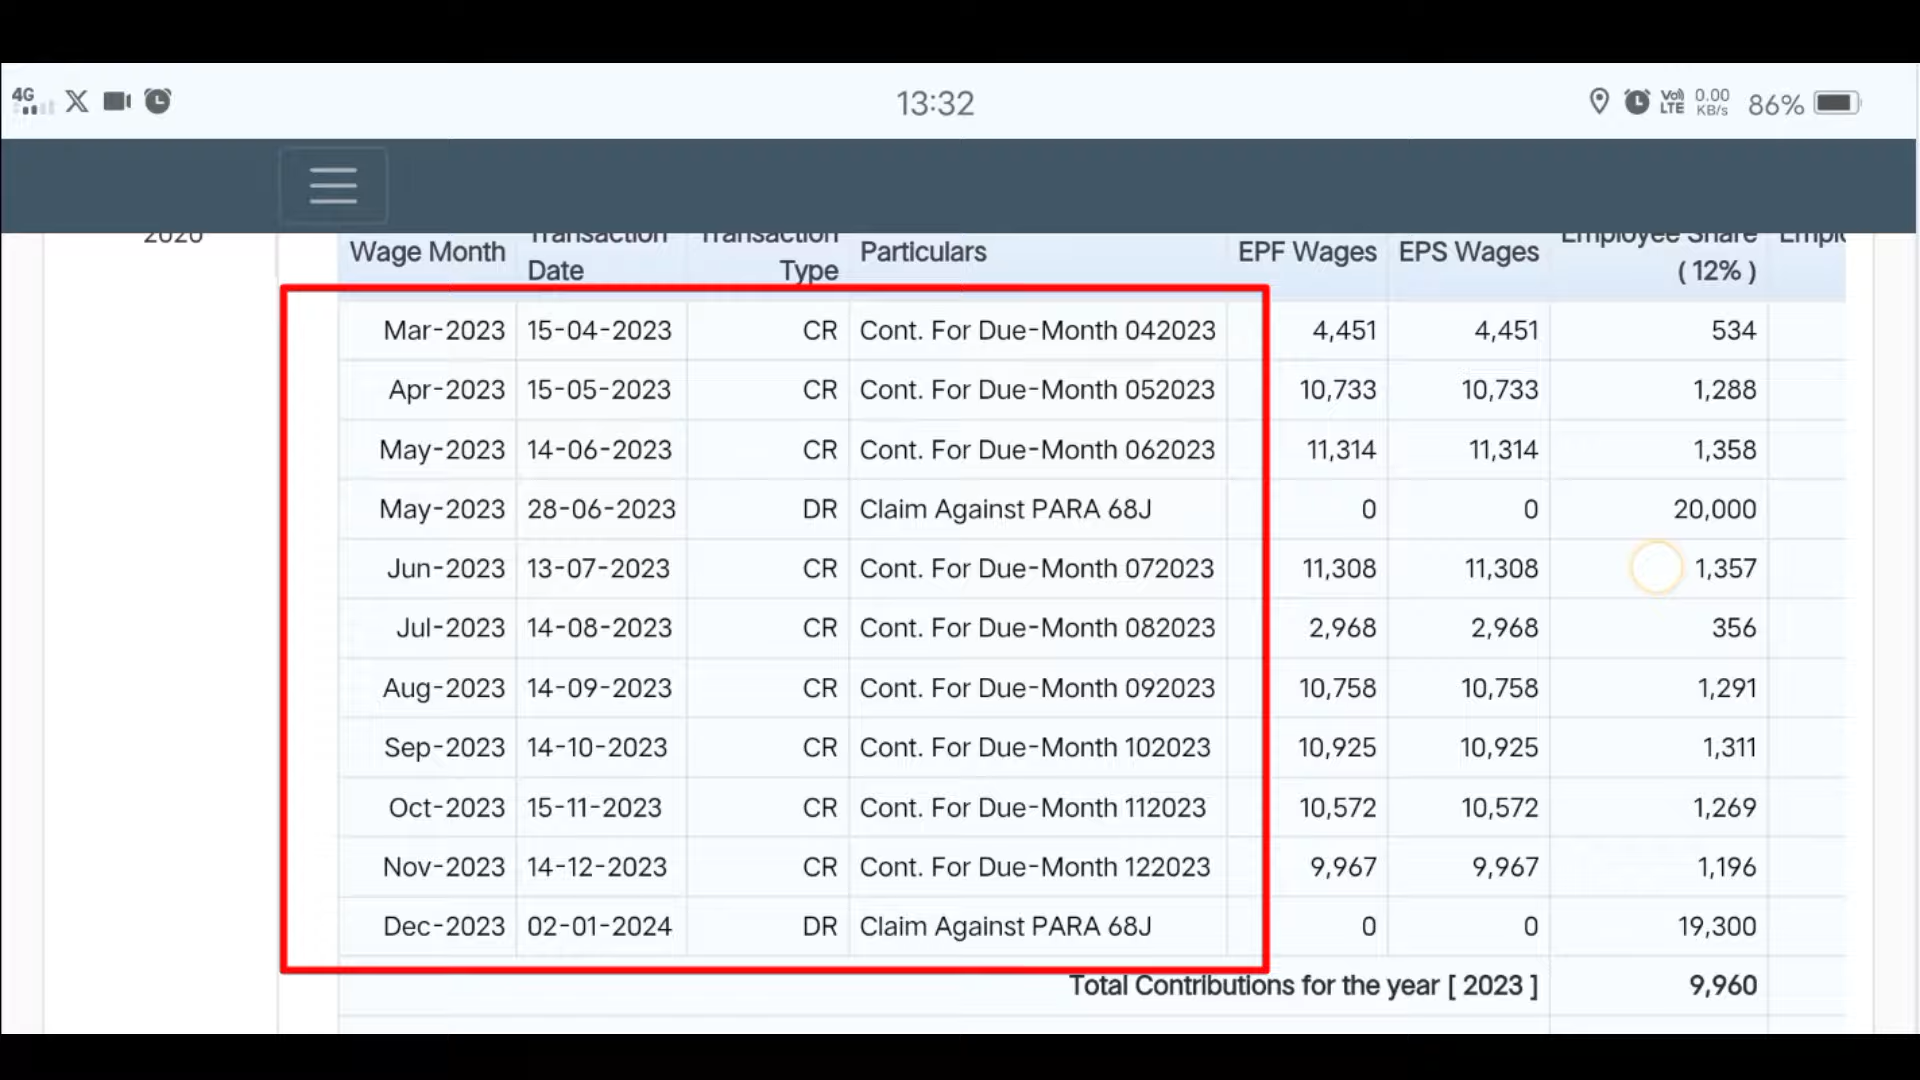 4G 13:32 Vo) LTE 0.00 KB/s 86%
2020
Wage Month Transaction Date Transaction Type Particulars EPF Wages EPS Wages Employee Share ( 12% )
Mar-2023 15-04-2023 CR Cont. For Due-Month 042023 4,451 4,451 534
Apr-2023 15-05-2023 CR Cont. For Due-Month 052023 10,733 10,733 1,288
May-2023 14-06-2023 CR Cont. For Due-Month 062023 11,314 11,314 1,358
May-2023 28-06-2023 DR Claim Against PARA 68J 0 0 20,000
Jun-2023 13-07-2023 CR Cont. For Due-Month 072023 11,308 11,308 1,357
Jul-2023 14-08-2023 CR Cont. For Due-Month 082023 2,968 2,968 356
Aug-2023 14-09-2023 CR Cont. For Due-Month 092023 10,758 10,758 1,291
Sep-2023 14-10-2023 CR Cont. For Due-Month 102023 10,925 10,925 1,311
Oct-2023 15-11-2023 CR Cont. For Due-Month 112023 10,572 10,572 1,269
Nov-2023 14-12-2023 CR Cont. For Due-Month 122023 9,967 9,967 1,196
Dec-2023 02-01-2024 DR Claim Against PARA 68J 0 0 19,300
Total Contributions for the year [ 2023 ] 9,960